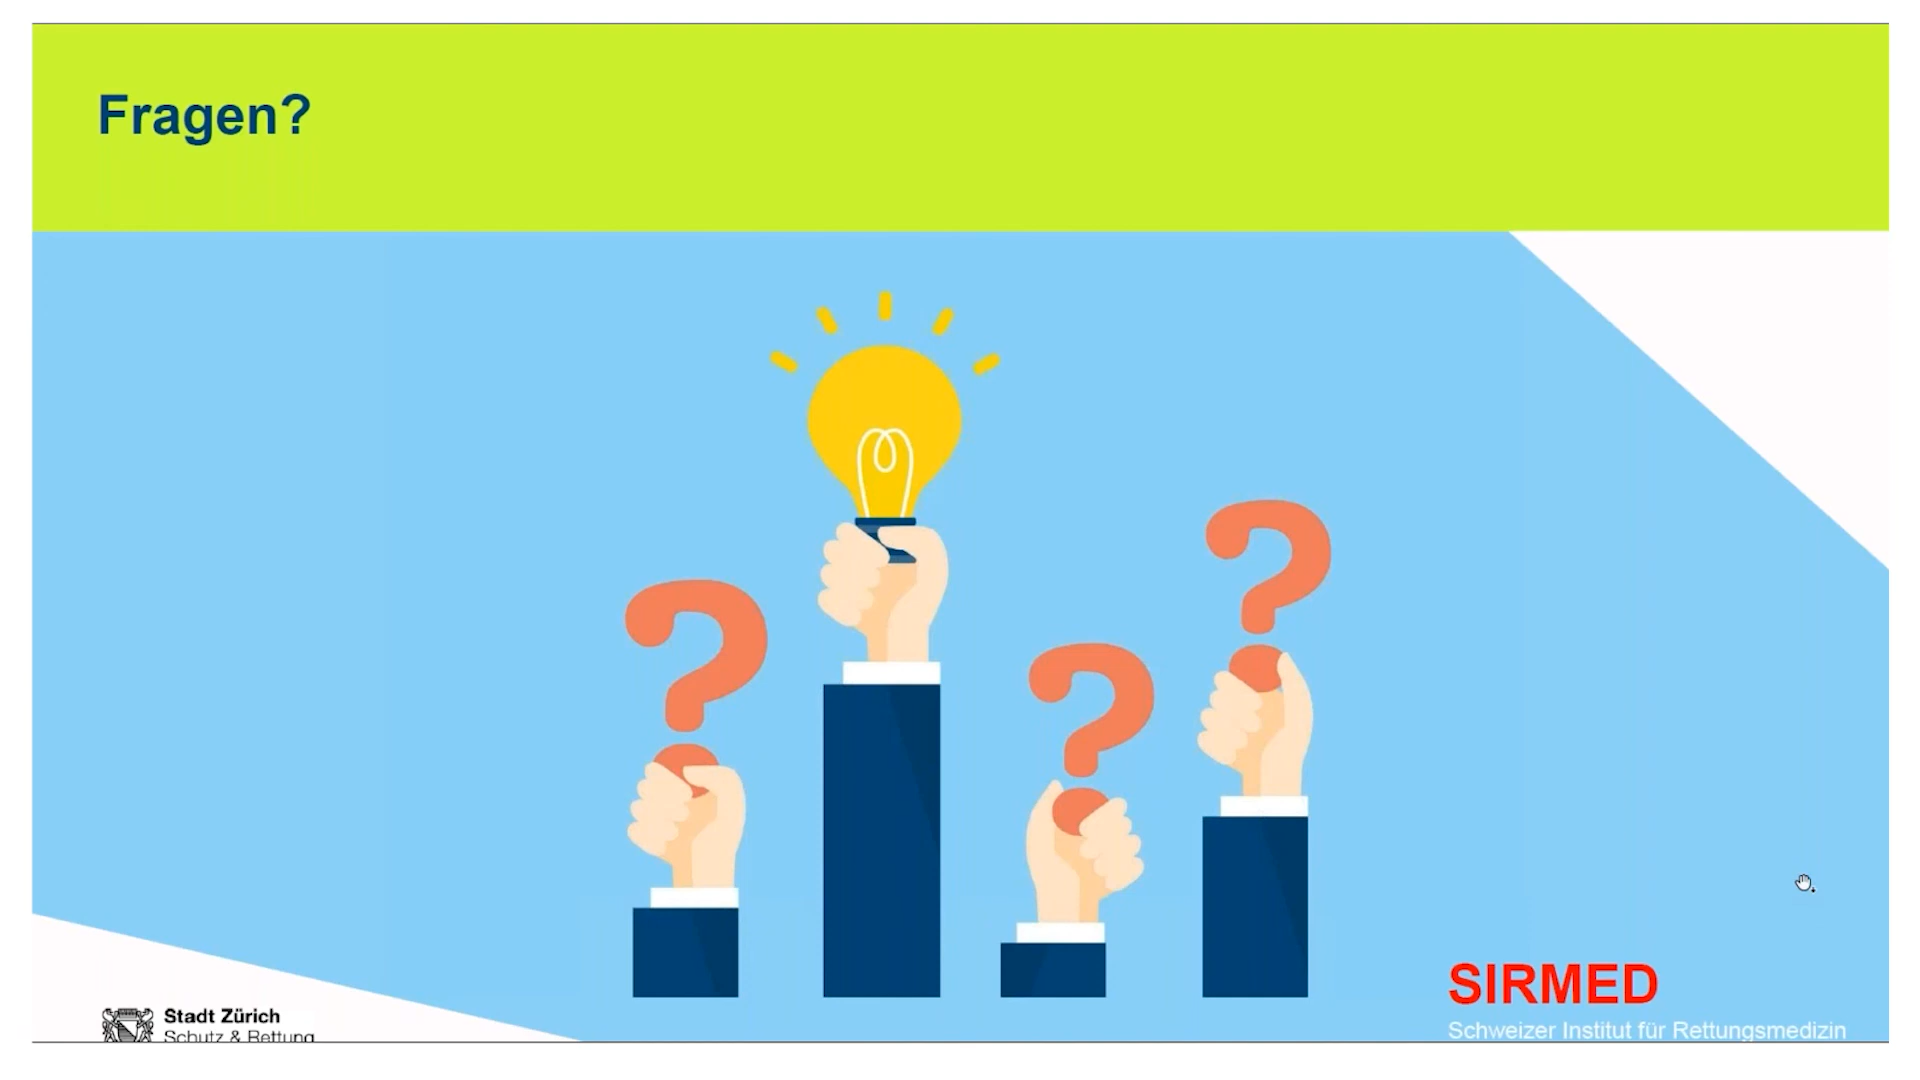 Fragen?
Stadt Zürich
Schutz & Rettung
SIRMED
Schweizer Institut für Rettungsmedizin